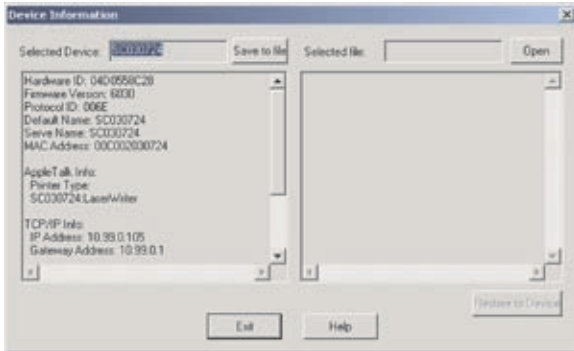 Device Information
Selected Device: SC030724 Save to file Selected file: Open
Hardware ID: 04D0558C28
Firmware Version: 6030
Protocol ID: 006E
Default Name: SC030724
Serve Name: SC030724
MAC Address: 00C002030724
AppleTalk Info:
Printer Type:
SC030724:LaserWriter
TCP/IP Info:
IP Address: 10.99.0.105
Gateway Address: 10.99.0.1
Restore to Device
Exit Help